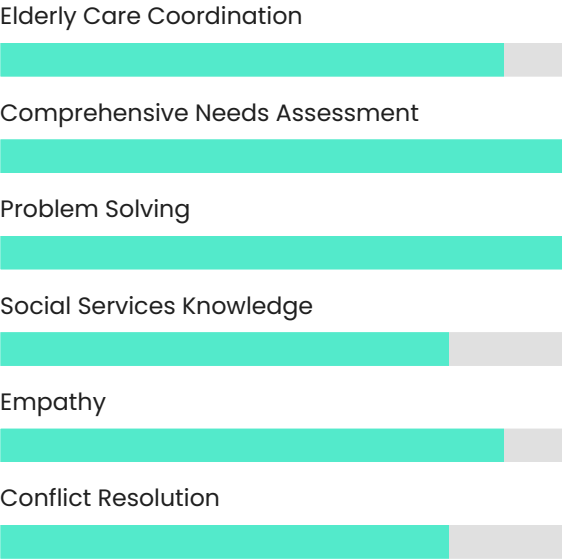 Elderly Care Coordination
Comprehensive Needs Assessment
Problem Solving
Social Services Knowledge
Empathy
Conflict Resolution